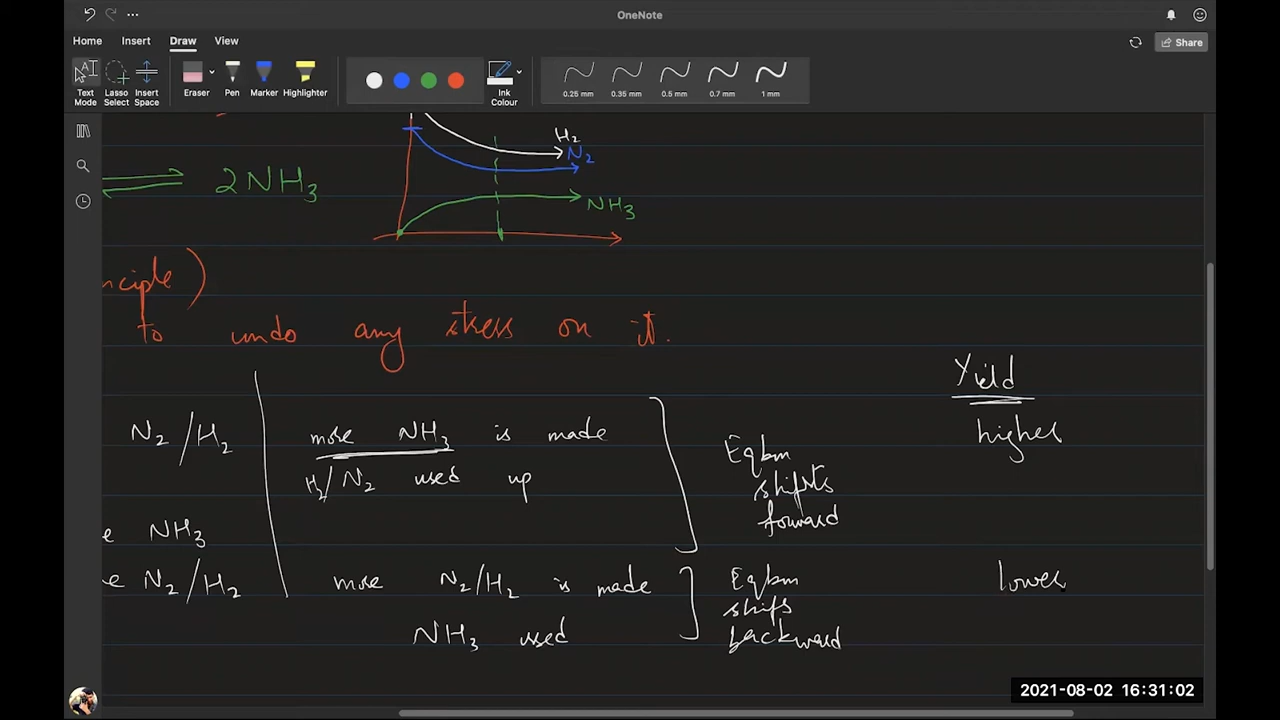 OneNote
Home Insert Draw View
Share
Text Mode
Lasso Select
Insert Space
Eraser
Pen
Marker
Highlighter
Ink Colour
0.25 mm 0.35 mm 0.5 mm 0.7 mm 1 mm
H2
N2
2NH3
NH3
nciple)
to undo any stress on it.
Yield
N2/H2 more NH3 is made higher
Eqbm
H2/N2 used up shifts
forward
e NH3
e N2/H2 more N2/H2 is made Eqbm lower
shifs
NH3 used backward
2021-08-02 16:31:02